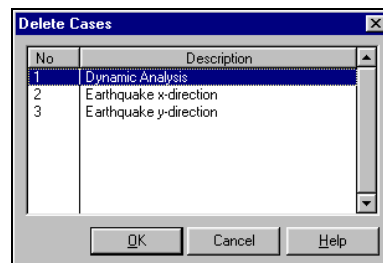 Delete Cases
No Description
1 Dynamic Analysis
2 Earthquake x-direction
3 Earthquake y-direction
OK Cancel Help